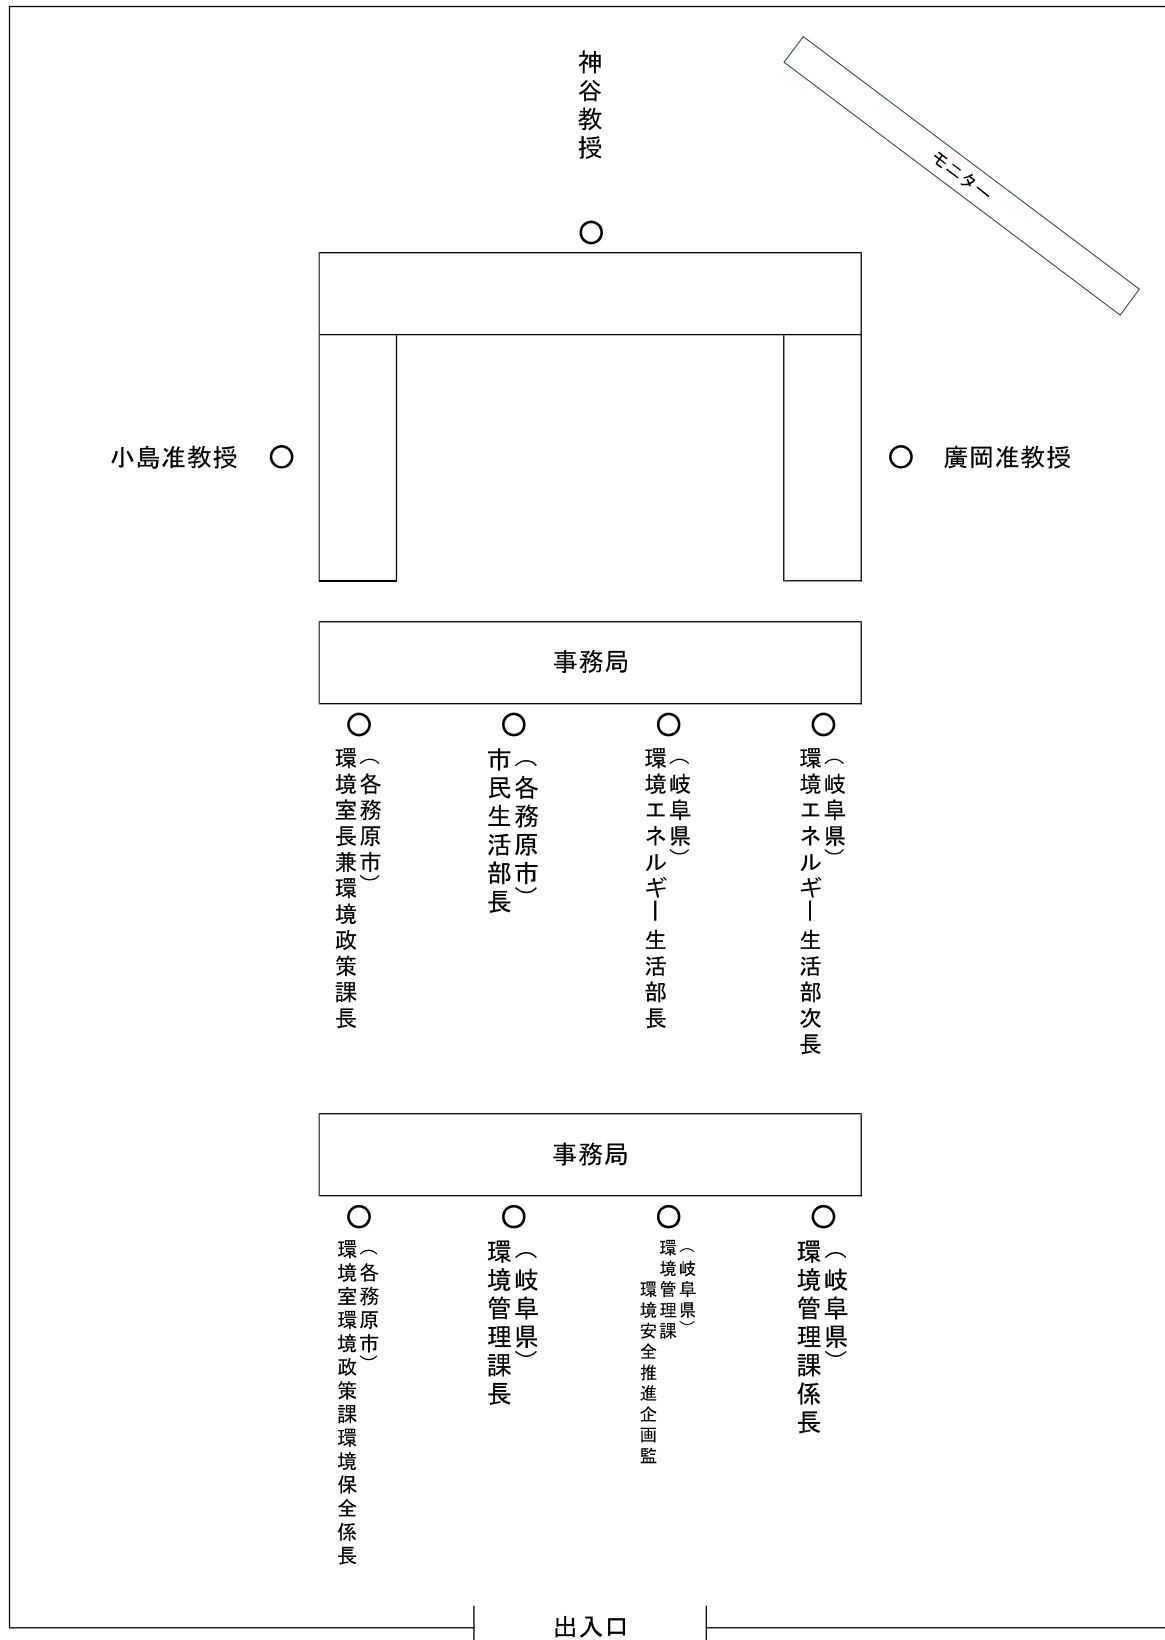 神谷教授
モニター
小島准教授
廣岡准教授
事務局
（各務原市）
環境室長兼環境政策課長
（各務原市）
市民生活部長
（岐阜県）
環境エネルギー生活部長
（岐阜県）
環境エネルギー生活部次長
事務局
（各務原市）
環境室環境政策課環境保全係長
（岐阜県）
環境管理課長
（岐阜県）
環境管理課
環境安全推進企画監
（岐阜県）
環境管理課係長
出入口